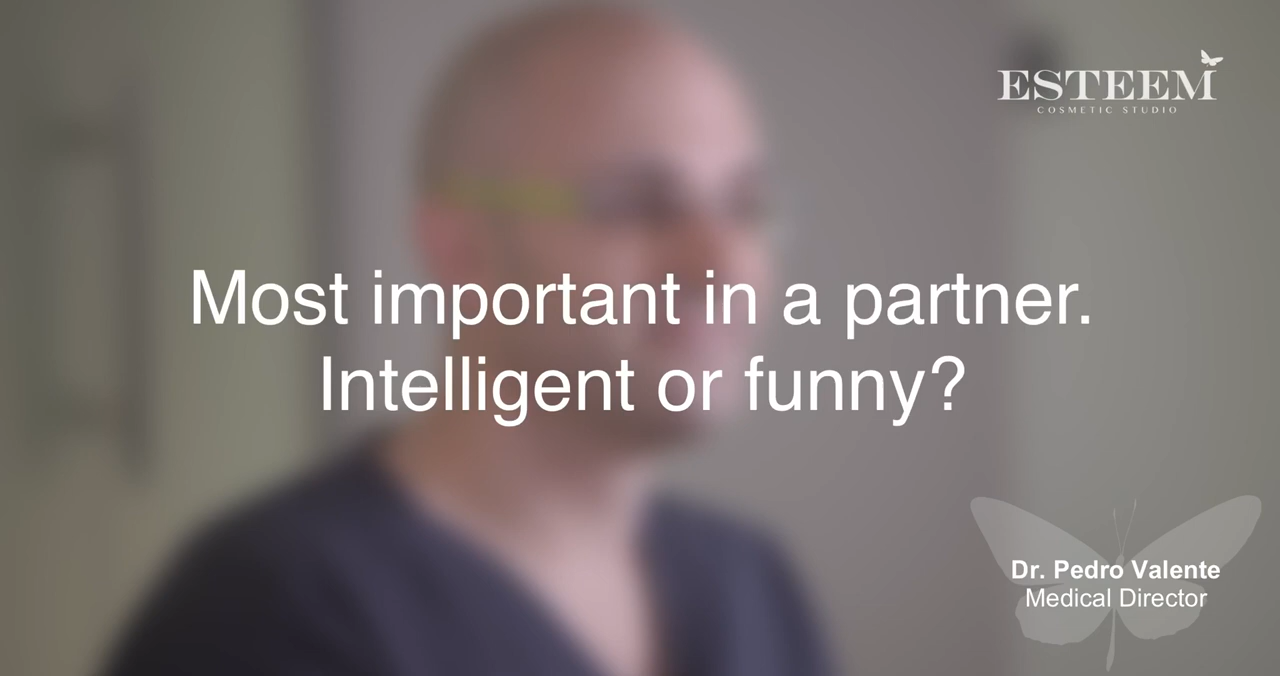 ESTEEM
COSMETIC STUDIO
Most important in a partner.
Intelligent or funny?
Dr. Pedro Valente
Medical Director